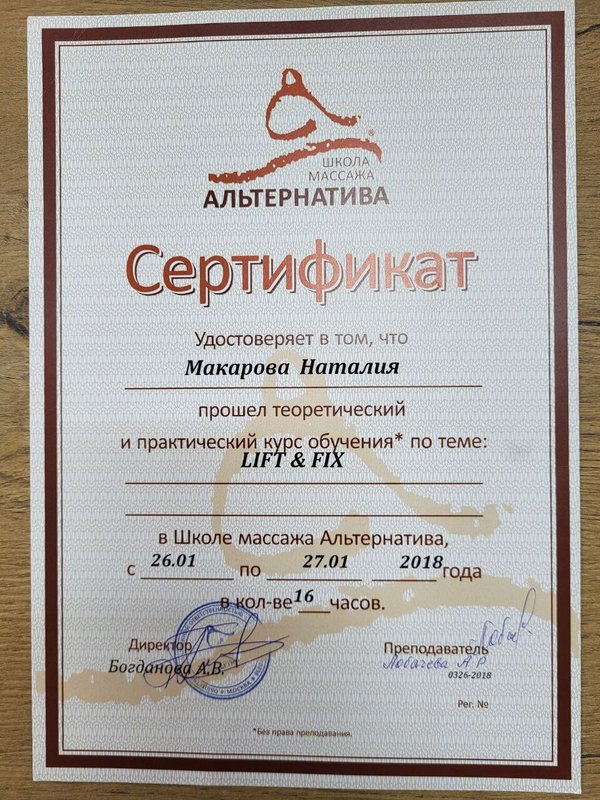 ®
ШКОЛА
МАССАЖА
АЛЬТЕРНАТИВА
Сертификат
Удостоверяет в том, что
Макарова Наталия
прошел теоретический
и практический курс обучения* по теме:
LIFT & FIX
в Школе массажа Альтернатива,
с 26.01 по 27.01 2018 года
в кол-ве 16 часов.
Директор
Богданова А.В.
Преподаватель
Лобачева А Р
0326-2018
Рег. №
*Без права преподавания.